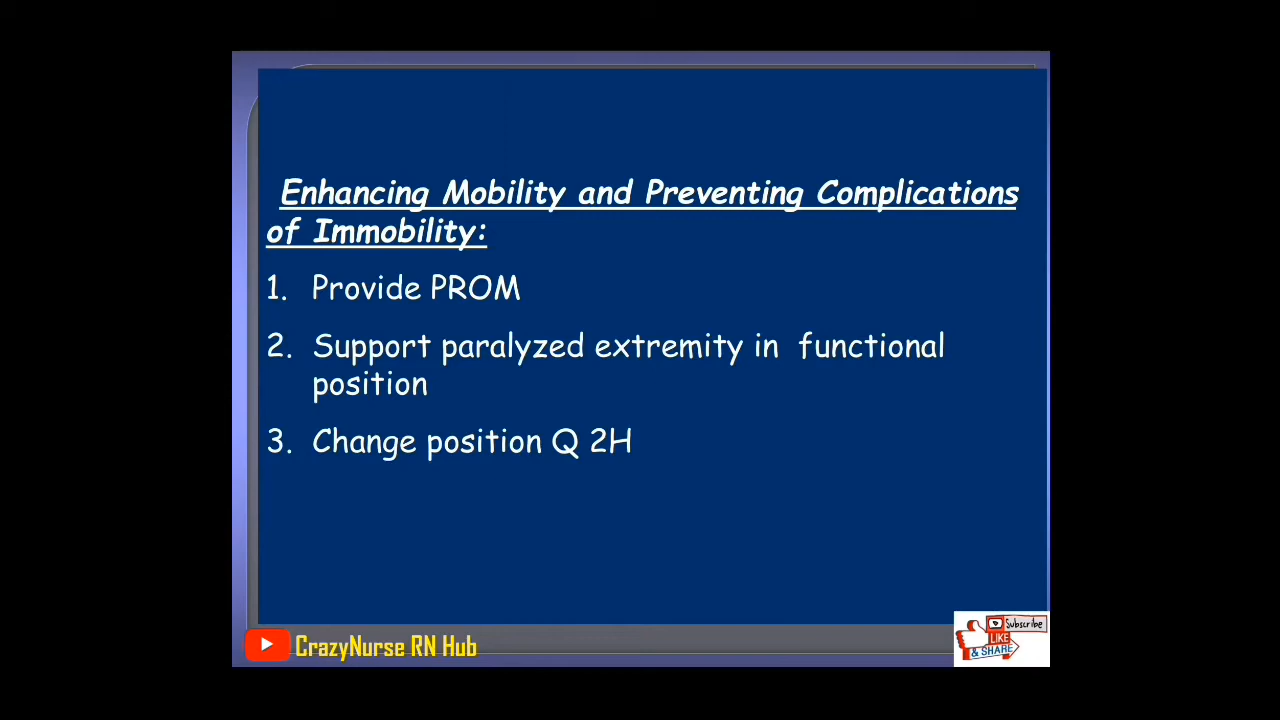 Enhancing Mobility and Preventing Complications
of Immobility:
1. Provide PROM
2. Support paralyzed extremity in functional
position
3. Change position Q 2H
CrazyNurse RN Hub
Subscribe
LIKE
& SHARE